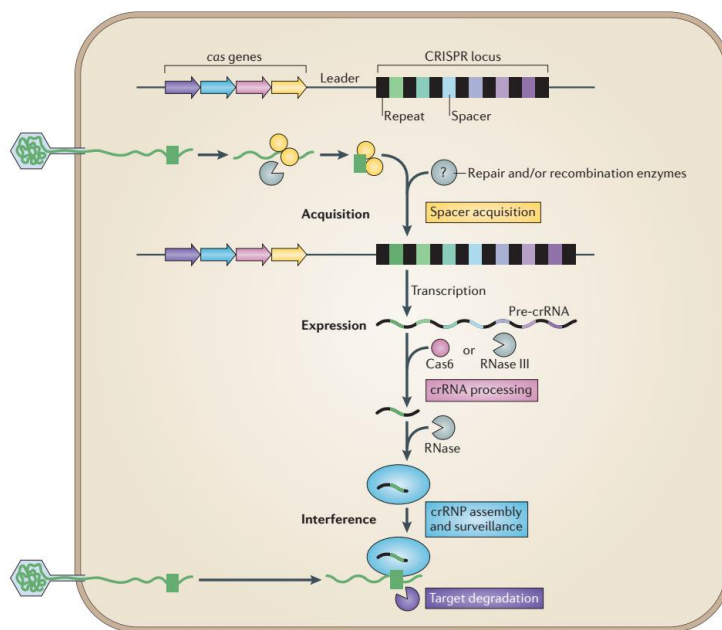 cas genes
CRISPR locus
Leader
Repeat
Spacer
?
Repair and/or recombination enzymes
Acquisition
Spacer acquisition
Transcription
Pre-crRNA
Expression
Cas6
or
RNase III
crRNA processing
RNase
Interference
crRNP assembly
and surveillance
Target degradation